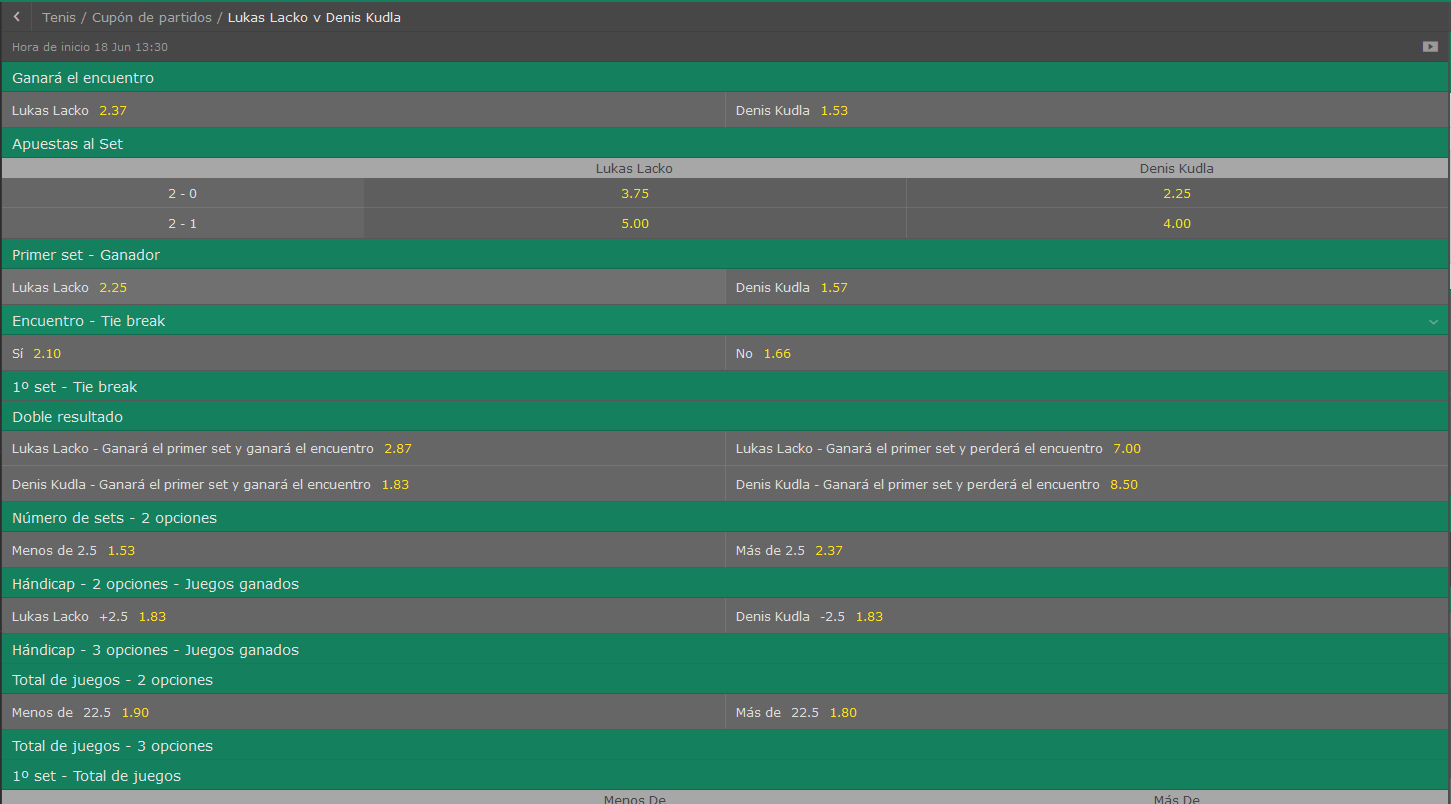 Tenis / Cupón de partidos / Lukas Lacko v Denis Kudla
Hora de inicio 18 Jun 13:30
Ganará el encuentro
Lukas Lacko 2.37 Denis Kudla 1.53
Apuestas al Set
Lukas Lacko Denis Kudla
2 - 0 3.75 2.25
2 - 1 5.00 4.00
Primer set - Ganador
Lukas Lacko 2.25 Denis Kudla 1.57
Encuentro - Tie break
Sí 2.10 No 1.66
1º set - Tie break
Doble resultado
Lukas Lacko - Ganará el primer set y ganará el encuentro 2.87 Lukas Lacko - Ganará el primer set y perderá el encuentro 7.00
Denis Kudla - Ganará el primer set y ganará el encuentro 1.83 Denis Kudla - Ganará el primer set y perderá el encuentro 8.50
Número de sets - 2 opciones
Menos de 2.5 1.53 Más de 2.5 2.37
Hándicap - 2 opciones - Juegos ganados
Lukas Lacko +2.5 1.83 Denis Kudla -2.5 1.83
Hándicap - 3 opciones - Juegos ganados
Total de juegos - 2 opciones
Menos de 22.5 1.90 Más de 22.5 1.80
Total de juegos - 3 opciones
1º set - Total de juegos
Menos De Más De